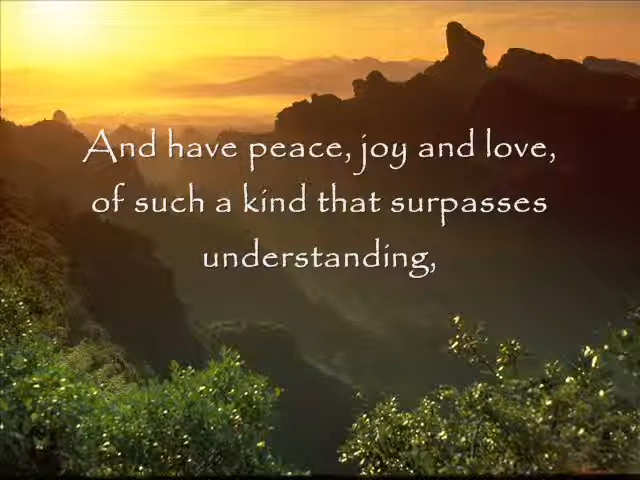 And have peace, joy and love,
of such a kind that surpasses
understanding,